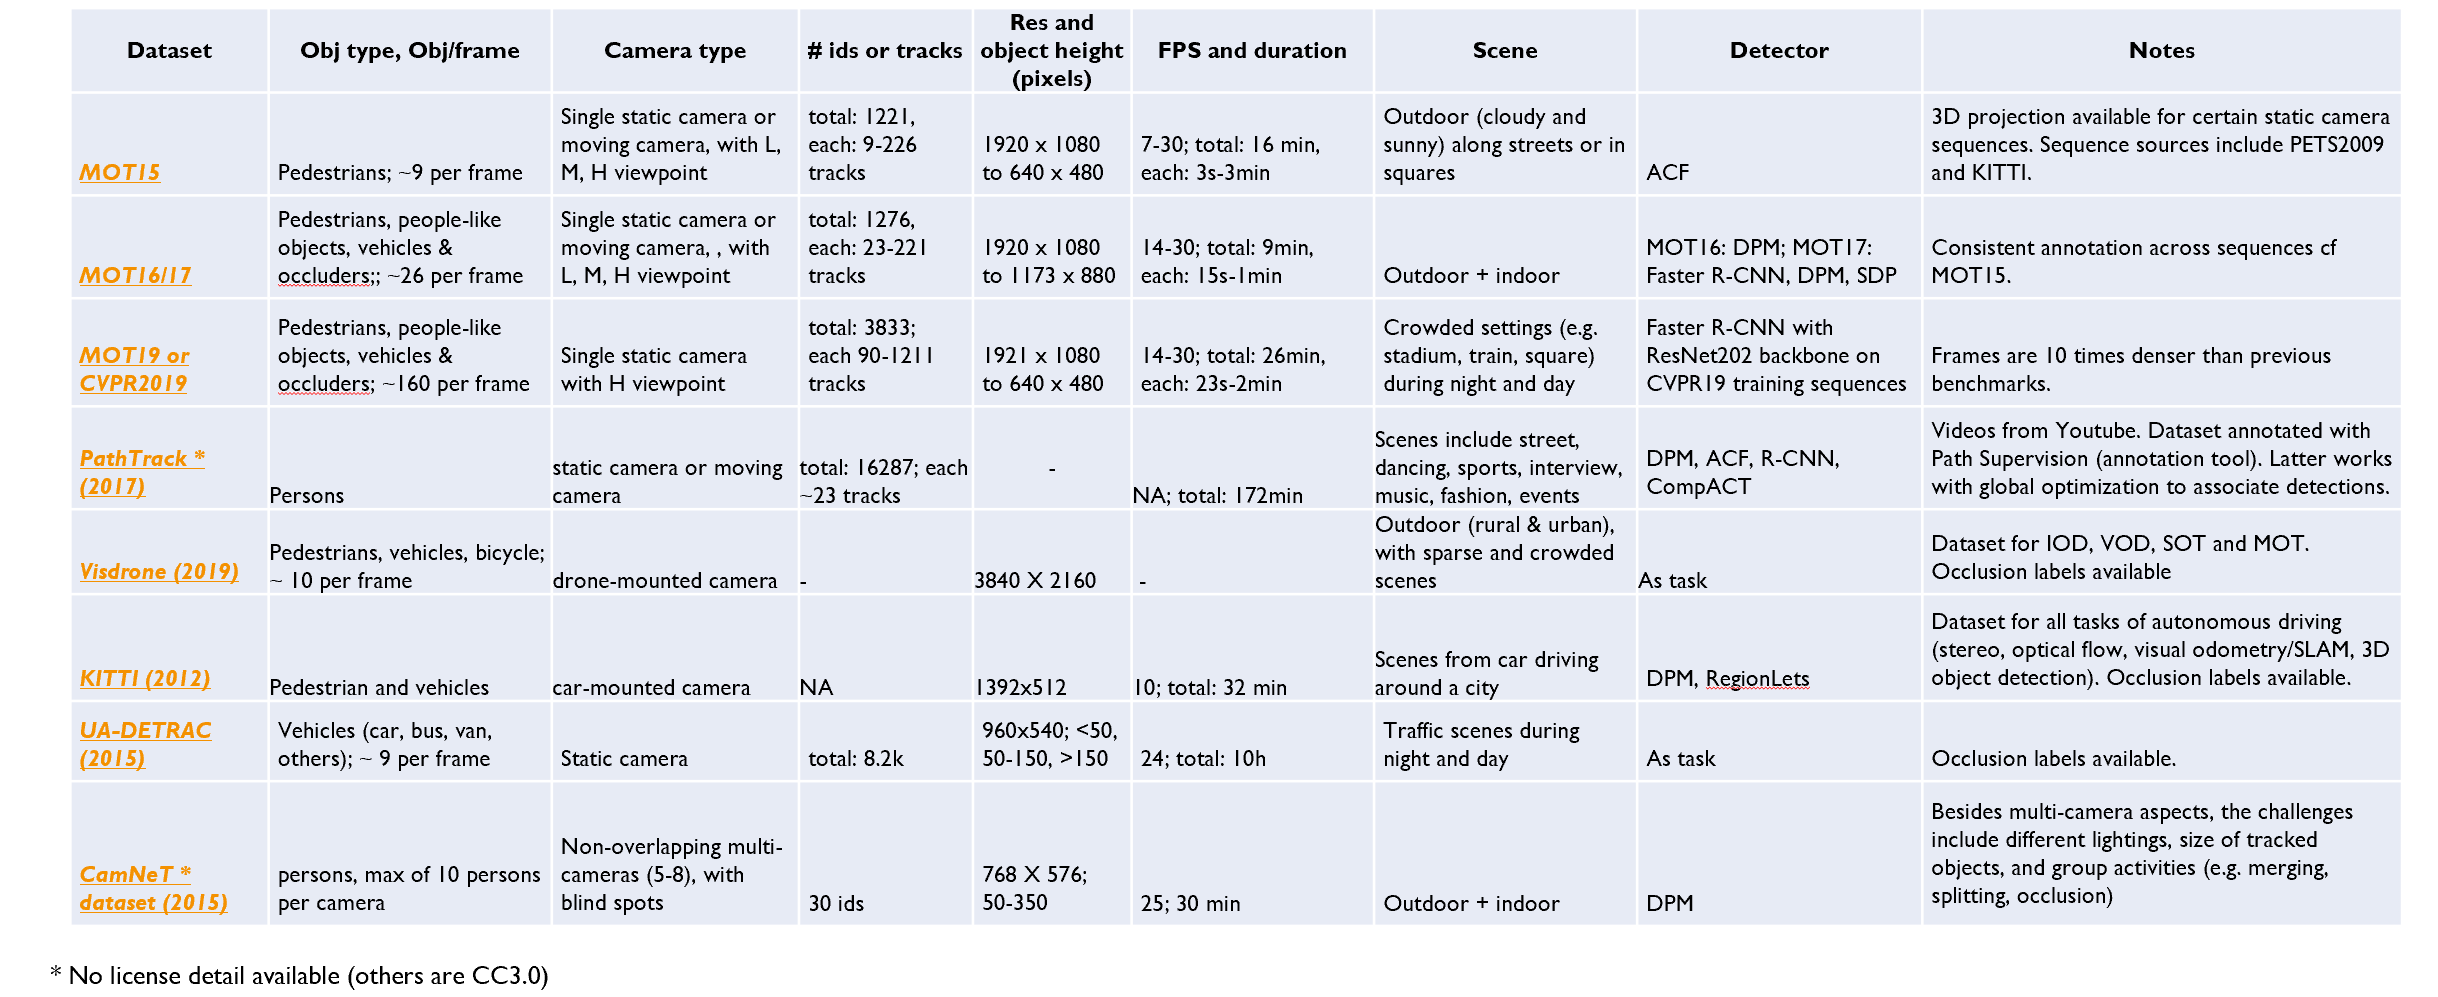 Dataset
Obj type, Obj/frame
Camera type
# ids or tracks
Res and
object height
(pixels)
FPS and duration
Scene
Detector
Notes
MOT15
Pedestrians; ~9 per frame
Single static camera or
moving camera, with L,
M, H viewpoint
total: 1221,
each: 9-226
tracks
1920 x 1080
to 640 x 480
7-30; total: 16 min,
each: 3s-3min
Outdoor (cloudy and
sunny) along streets or in
squares
ACF
3D projection available for certain static camera
sequences. Sequence sources include PETS2009
and KITTI.
MOT16/17
Pedestrians, people-like
objects, vehicles &
occluders;; ~26 per frame
Single static camera or
moving camera, , with
L, M, H viewpoint
total: 1276,
each: 23-221
tracks
1920 x 1080
to 1173 x 880
14-30; total: 9min,
each: 15s-1min
Outdoor + indoor
MOT16: DPM; MOT17:
Faster R-CNN, DPM, SDP
Consistent annotation across sequences cf
MOT15.
MOT19 or
CVPR2019
Pedestrians, people-like
objects, vehicles &
occluders; ~160 per frame
Single static camera
with H viewpoint
total: 3833;
each 90-1211
tracks
1921 x 1080
to 640 x 480
14-30; total: 26min,
each: 23s-2min
Crowded settings (e.g.
stadium, train, square)
during night and day
Faster R-CNN with
ResNet202 backbone on
CVPR19 training sequences
Frames are 10 times denser than previous
benchmarks.
PathTrack *
(2017)
Persons
static camera or moving
camera
total: 16287; each
~23 tracks
-
NA; total: 172min
Scenes include street,
dancing, sports, interview,
music, fashion, events
DPM, ACF, R-CNN,
CompACT
Videos from Youtube. Dataset annotated with
Path Supervision (annotation tool). Latter works
with global optimization to associate detections.
Visdrone (2019)
Pedestrians, vehicles, bicycle;
~ 10 per frame
drone-mounted camera
-
3840 X 2160
-
Outdoor (rural & urban),
with sparse and crowded
scenes
As task
Dataset for IOD, VOD, SOT and MOT.
Occlusion labels available
KITTI (2012)
Pedestrian and vehicles
car-mounted camera
NA
1392x512
10; total: 32 min
Scenes from car driving
around a city
DPM, RegionLets
Dataset for all tasks of autonomous driving
(stereo, optical flow, visual odometry/SLAM, 3D
object detection). Occlusion labels available.
UA-DETRAC
(2015)
Vehicles (car, bus, van,
others); ~ 9 per frame
Static camera
total: 8.2k
960x540; <50,
50-150, >150
24; total: 10h
Traffic scenes during
night and day
As task
Occlusion labels available.
CamNeT *
dataset (2015)
persons, max of 10 persons
per camera
Non-overlapping multi-
cameras (5-8), with
blind spots
30 ids
768 X 576;
50-350
25; 30 min
Outdoor + indoor
DPM
Besides multi-camera aspects, the challenges
include different lightings, size of tracked
objects, and group activities (e.g. merging,
splitting, occlusion)
* No license detail available (others are CC3.0)